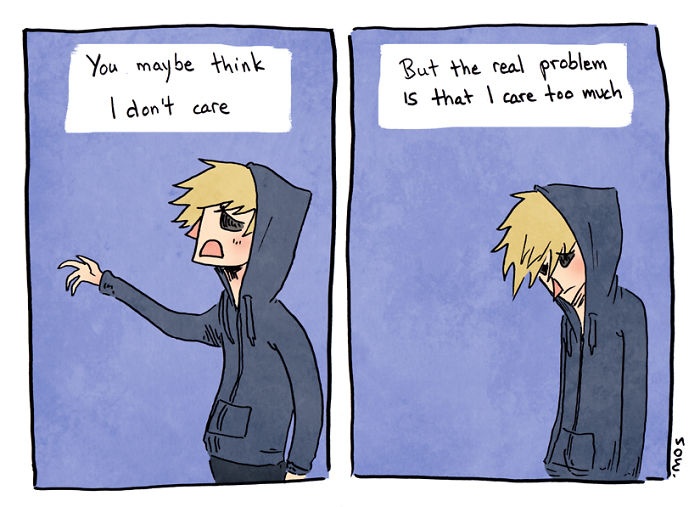 You maybe think
I don't care
But the real problem
is that I care too much
sow.